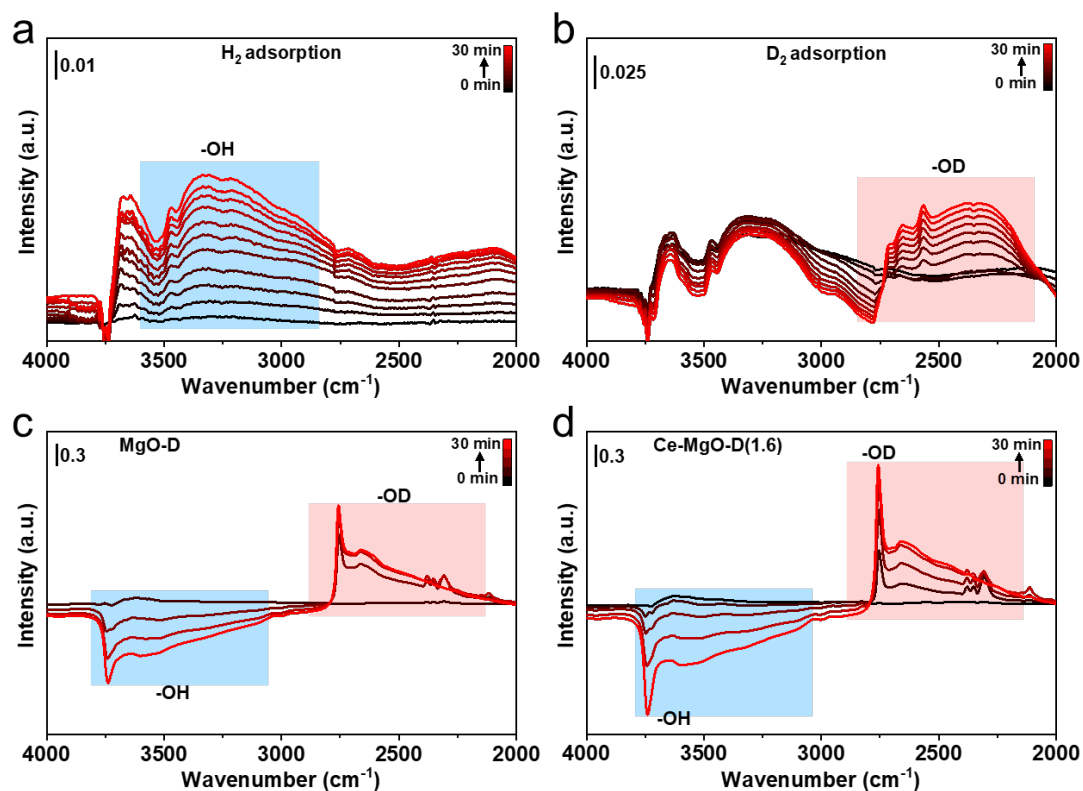 a
H₂ adsorption
30 min
0 min
0.01
-OH
Intensity (a.u.)
4000 3500 3000 2500 2000
Wavenumber (cm⁻¹)
b
D₂ adsorption
30 min
0 min
0.025
-OD
Intensity (a.u.)
4000 3500 3000 2500 2000
Wavenumber (cm⁻¹)
c
MgO-D
30 min
0 min
0.3
-OD
-OH
Intensity (a.u.)
4000 3500 3000 2500 2000
Wavenumber (cm⁻¹)
d
Ce-MgO-D(1.6)
30 min
0 min
0.3
-OD
-OH
Intensity (a.u.)
4000 3500 3000 2500 2000
Wavenumber (cm⁻¹)